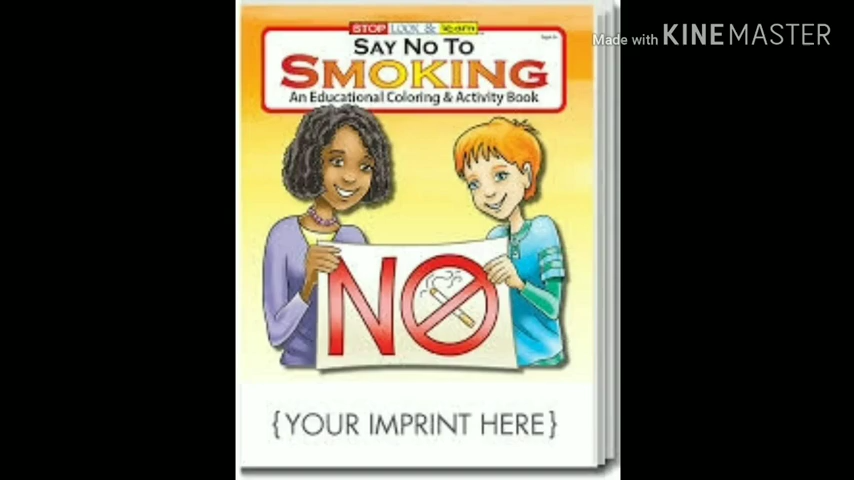 STOP LOOK & learn
SAY NO TO
SMOKING
An Educational Coloring & Activity Book
NO
{YOUR IMPRINT HERE}
Made with KINEMASTER